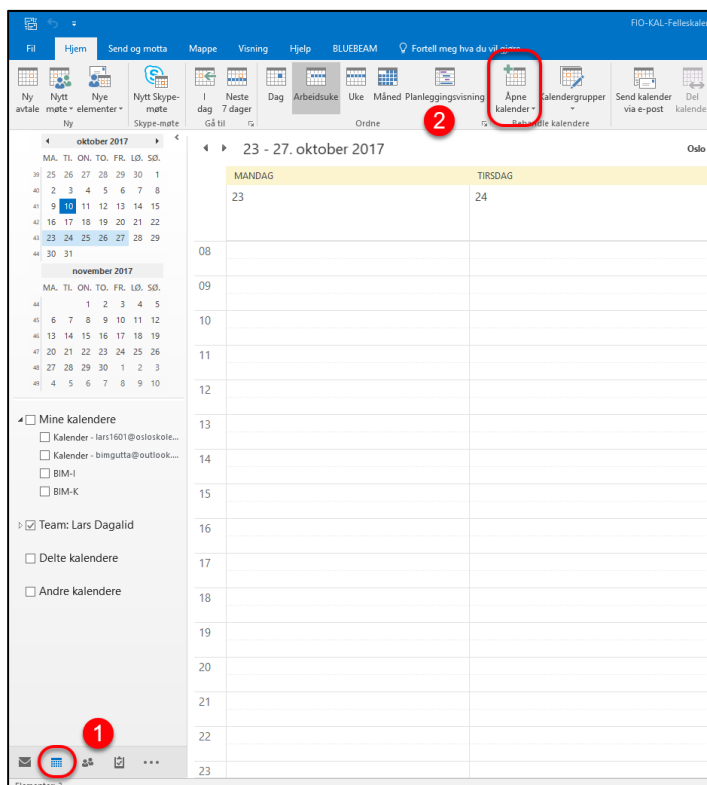 FIO-KAL-Felleskalen
Fil Hjem Send og motta Mappe Visning Hjelp BLUEBEAM Fortell meg hva du vil gjøre
Ny avtale
Nytt møte
Nye elementer
Nytt Skype-møte
I dag
Neste 7 dager
Dag Arbeidsuke Uke Måned Planleggingsvisning
Åpne kalender
Kalendergrupper
Send kalender via e-post
Del kalende
Ny Skype-møte Gå til Ordne Behandle kalendere
2
oktober 2017
MA. TI. ON. TO. FR. LØ. SØ.
39 25 26 27 28 29 30 1
40 2 3 4 5 6 7 8
41 9 10 11 12 13 14 15
42 16 17 18 19 20 21 22
43 23 24 25 26 27 28 29
44 30 31
november 2017
MA. TI. ON. TO. FR. LØ. SØ.
44 1 2 3 4 5
45 6 7 8 9 10 11 12
46 13 14 15 16 17 18 19
47 20 21 22 23 24 25 26
48 27 28 29 30 1 2 3
49 4 5 6 7 8 9 10
Mine kalendere
Kalender - lars1601@osloskole...
Kalender - bimgutta@outlook....
BIM-I
BIM-K
Team: Lars Dagalid
Delte kalendere
Andre kalendere
1
23 - 27. oktober 2017
Oslo
MANDAG TIRSDAG
23 24
08
09
10
11
12
13
14
15
16
17
18
19
20
21
22
23